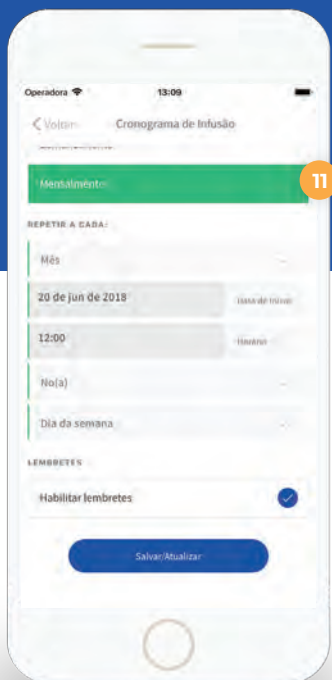 Operadora 13:09
Voltar Cronograma de Infusão
Mensalmente
11
REPETIR A CADA:
Mês
20 de jun de 2018 Data de Início
12:00 Horário
No(a)
Dia da semana
LEMBRETES
Habilitar lembretes
Salvar/Atualizar